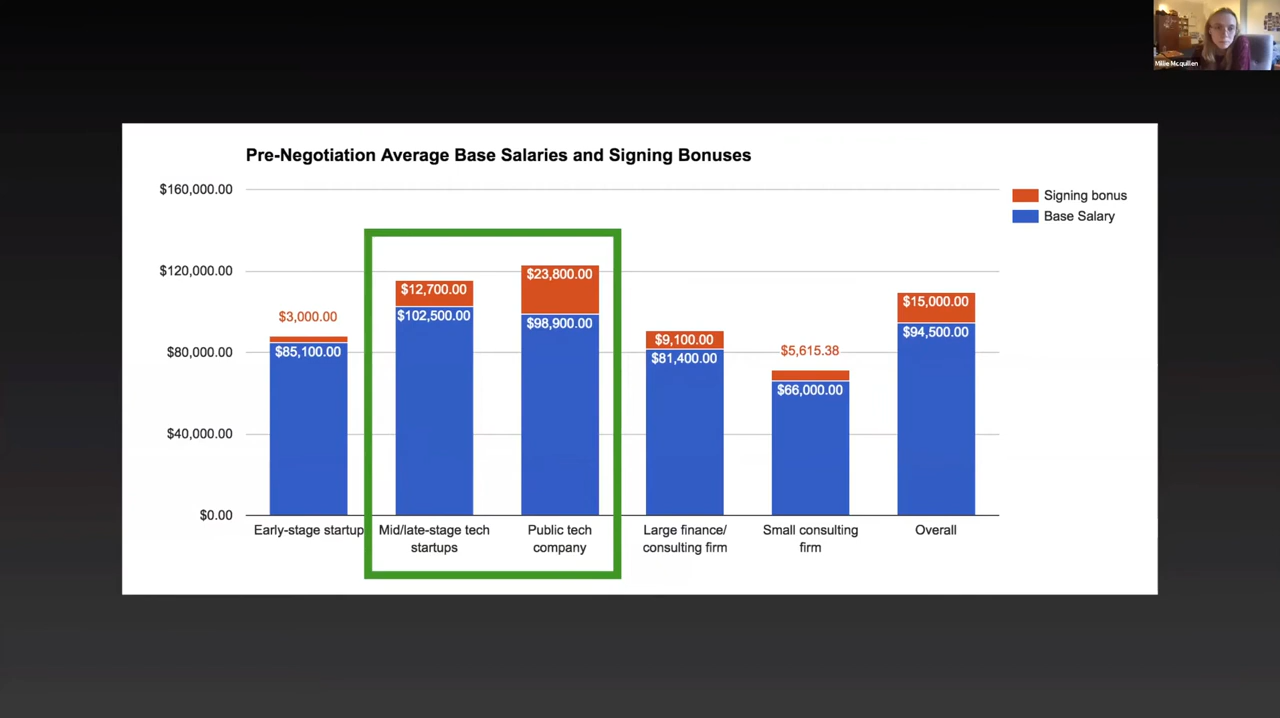 Millie Mcquillen
Pre-Negotiation Average Base Salaries and Signing Bonuses
$160,000.00
$120,000.00
$80,000.00
$40,000.00
$0.00
Signing bonus
Base Salary
$3,000.00
$85,100.00
$12,700.00
$102,500.00
$23,800.00
$98,900.00
$9,100.00
$81,400.00
$5,615.38
$66,000.00
$15,000.00
$94,500.00
Early-stage startup
Mid/late-stage tech
startups
Public tech
company
Large finance/
consulting firm
Small consulting
firm
Overall